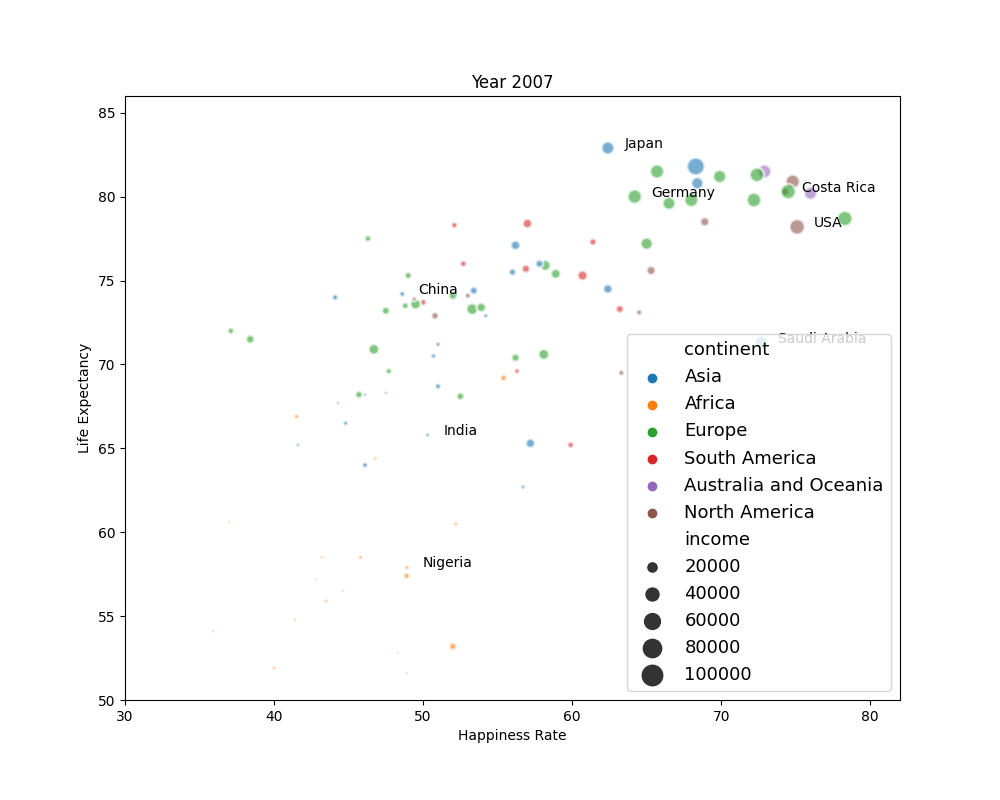 Year 2007
85
80
75
70
65
60
55
50
Life Expectancy
Japan
Germany
Costa Rica
USA
China
Saudi Arabia
India
Nigeria
continent
Asia
Africa
Europe
South America
Australia and Oceania
North America
income
20000
40000
60000
80000
100000
30
40
50
60
70
80
Happiness Rate